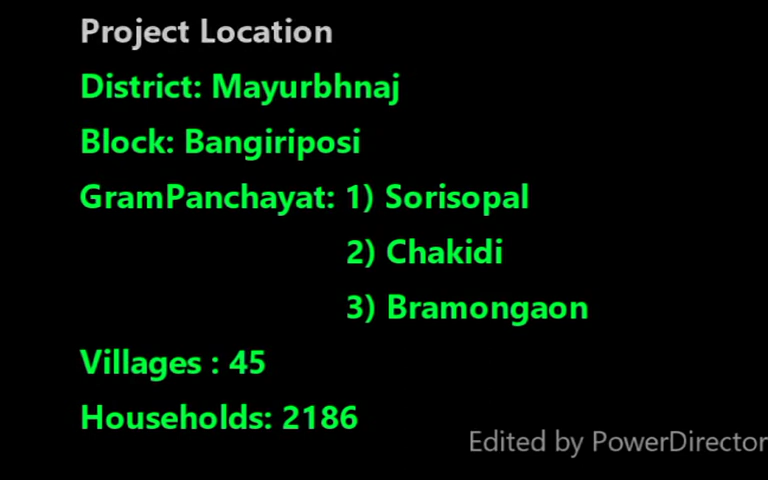 Project Location
District: Mayurbhnaj
Block: Bangiriposi
GramPanchayat: 1) Sorisopal
2) Chakidi
3) Bramongaon
Villages : 45
Households: 2186
Edited by PowerDirector